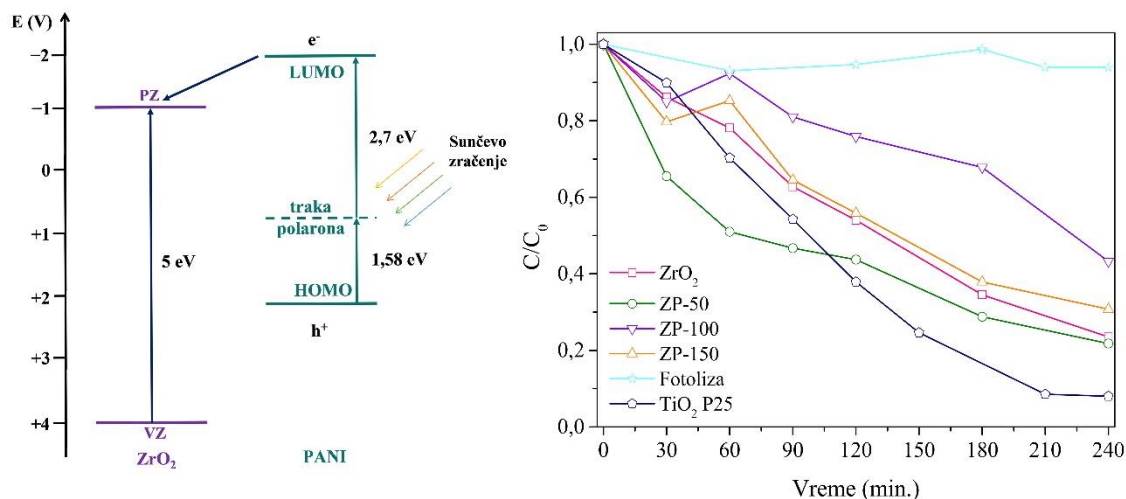 E (V)
e⁻
−2
LUMO
PZ
−1
2,7 eV
Sunčevo
zračenje
0
traka
polarona
+1
5 eV
1,58 eV
HOMO
+2
h⁺
+3
+4
VZ
ZrO₂
PANI
1,0
0,8
0,6
0,4
0,2
0,0
C/C₀
ZrO₂
ZP-50
ZP-100
ZP-150
Fotoliza
TiO₂ P25
0 30 60 90 120 150 180 210 240
Vreme (min.)